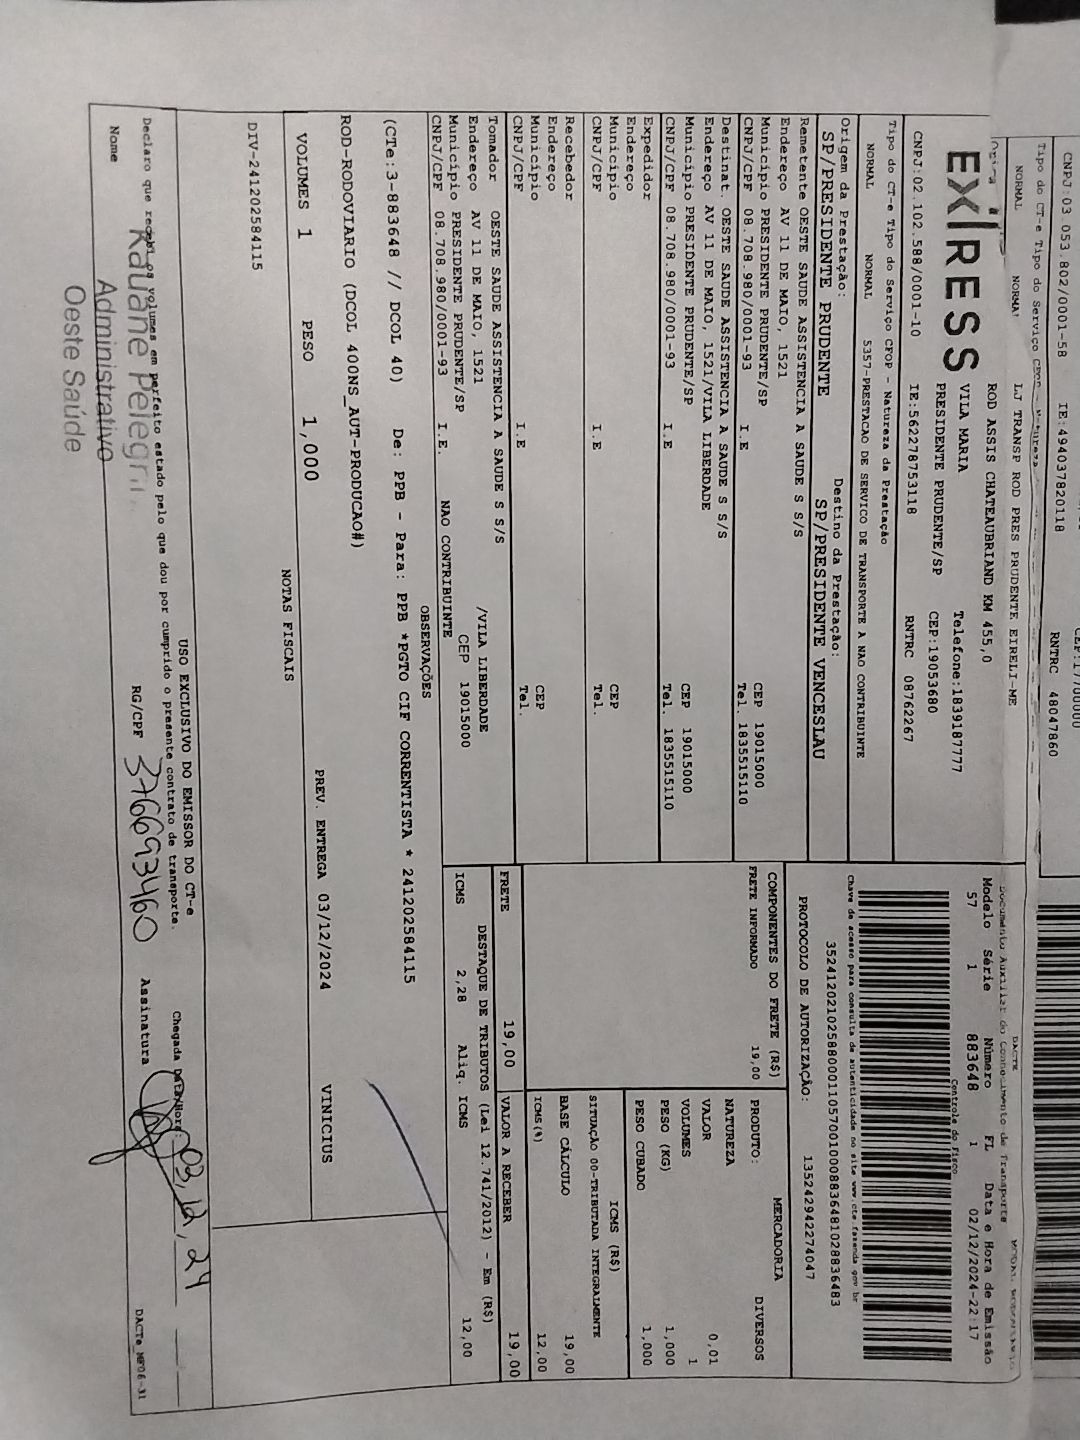 CNPJ:03 053.802/0001-58 IE:494037820118 RNTRC 48047860
Tipo do CT-e Tipo do Serviço
NORMAL NORMAL LJ TRANSP ROD PRES PRUDENTE EIRELI-ME
ROD ASSIS CHATEAUBRIAND KM 455,0
VILA MARIA Telefone:1839187777
PRESIDENTE PRUDENTE/SP CEP:19053680
CNPJ:02.102.588/0001-10 IE:562278753118 RNTRC 08762267
DACTE
Documento Auxiliar do Conhecimento de Transporte
Modelo Série Número FL Data e Hora de Emissão
57 1 883648 1 02/12/2024-22:17
Controle do Fisco
Chave de acesso para consulta de autenticidade no site www.cte.fazenda.gov.br
PROTOCOLO DE AUTORIZAÇÃO: 135242942274047
Tipo do CT-e Tipo do Serviço CFOP - Natureza da Prestação
NORMAL NORMAL 5357-PRESTACAO DE SERVICO DE TRANSPORTE A NAO CONTRIBUINTE
Origem da Prestação: Destino da Prestação:
SP/PRESIDENTE PRUDENTE SP/PRESIDENTE VENCESLAU
Remetente OESTE SAUDE ASSISTENCIA A SAUDE S S/S
Endereço AV 11 DE MAIO, 1521
Município PRESIDENTE PRUDENTE/SP CEP 19015000
CNPJ/CPF 08.708.980/0001-93 I.E Tel. 1835515110
Destinat. OESTE SAUDE ASSISTENCIA A SAUDE S S/S
Endereço AV 11 DE MAIO, 1521/VILA LIBERDADE
Município PRESIDENTE PRUDENTE/SP CEP 19015000
CNPJ/CPF 08.708.980/0001-93 I.E Tel. 1835515110
Expedidor
Endereço
Município CEP
CNPJ/CPF I.E Tel.
Recebedor
Endereço
Município CEP
CNPJ/CPF I.E Tel.
Tomador OESTE SAUDE ASSISTENCIA A SAUDE S S/S
Endereço AV 11 DE MAIO, 1521 /VILA LIBERDADE
Município PRESIDENTE PRUDENTE/SP CEP 19015000
CNPJ/CPF 08.708.980/0001-93 I.E. NAO CONTRIBUINTE
COMPONENTES DO FRETE (R$)
FRETE INFORMADO 19,00
PRODUTO: MERCADORIA
NATUREZA DIVERSOS
VALOR 0,01
VOLUMES 1
PESO (KG) 1,000
PESO CUBADO 1,000
ICMS (R$)
SITUAÇÃO 00-TRIBUTADA INTEGRALMENTE
BASE CÁLCULO 19,00
ICMS(%) 12,00
FRETE 19,00 VALOR A RECEBER 19,00
DESTAQUE DE TRIBUTOS (Lei 12.741/2012) - Em (R$)
ICMS 2,28 Aliq. ICMS 12,00
OBSERVAÇÕES
(CTe:3-883648 // DCOL 40) De: PPB - Para: PPB *PGTO CIF CORRENTISTA * 241202584115
ROD-RODOVIARIO (DCOL 400NS_AUT-PRODUCAO#)
VOLUMES 1 PESO 1,000 PREV. ENTREGA 03/12/2024 VINICIUS
NOTAS FISCAIS
DIV-241202584115
USO EXCLUSIVO DO EMISSOR DO CT-e
Declaro que recebi os volumes em perfeito estado pelo que dou por cumprido o presente contrato de transporte.
Chegada Data/Hora: 03,12,24
Nome RG/CPF 376693460 Assinatura
Administrativo
Oeste Saúde
DACTe_MP06-31